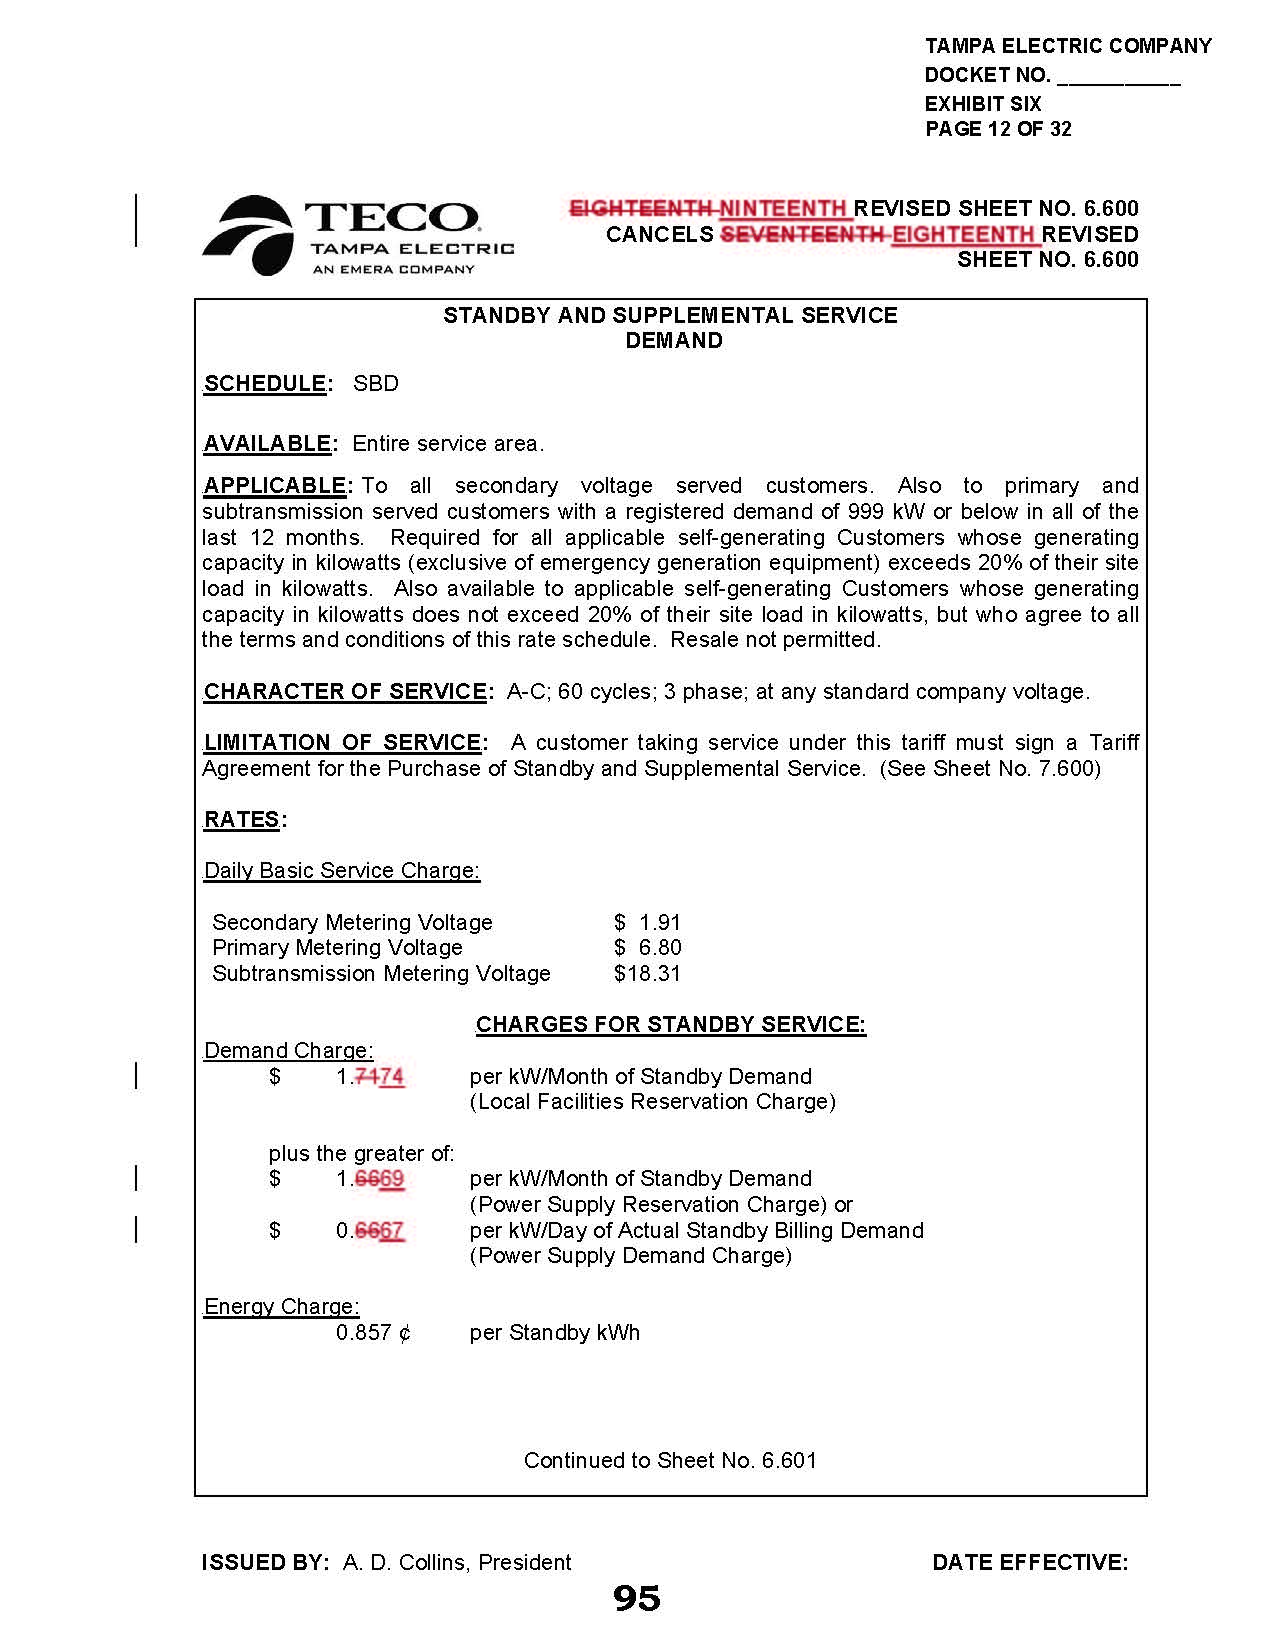 TAMPA ELECTRIC COMPANY
DOCKET NO. ___________
EXHIBIT SIX
PAGE 12 OF 32
TECO.
TAMPA ELECTRIC
AN EMERA COMPANY
EIGHTEENTH NINTEENTH REVISED SHEET NO. 6.600
CANCELS SEVENTEENTH EIGHTEENTH REVISED
SHEET NO. 6.600
STANDBY AND SUPPLEMENTAL SERVICE
DEMAND
SCHEDULE: SBD
AVAILABLE: Entire service area.
APPLICABLE: To all secondary voltage served customers. Also to primary and
subtransmission served customers with a registered demand of 999 kW or below in all of the
last 12 months. Required for all applicable self-generating Customers whose generating
capacity in kilowatts (exclusive of emergency generation equipment) exceeds 20% of their site
load in kilowatts. Also available to applicable self-generating Customers whose generating
capacity in kilowatts does not exceed 20% of their site load in kilowatts, but who agree to all
the terms and conditions of this rate schedule. Resale not permitted.
CHARACTER OF SERVICE: A-C; 60 cycles; 3 phase; at any standard company voltage.
LIMITATION OF SERVICE: A customer taking service under this tariff must sign a Tariff
Agreement for the Purchase of Standby and Supplemental Service. (See Sheet No. 7.600)
RATES:
Daily Basic Service Charge:
Secondary Metering Voltage $ 1.91
Primary Metering Voltage $ 6.80
Subtransmission Metering Voltage $18.31
CHARGES FOR STANDBY SERVICE:
Demand Charge:
$ 1.7174 per kW/Month of Standby Demand
(Local Facilities Reservation Charge)
plus the greater of:
$ 1.6669 per kW/Month of Standby Demand
(Power Supply Reservation Charge) or
$ 0.6667 per kW/Day of Actual Standby Billing Demand
(Power Supply Demand Charge)
Energy Charge:
0.857 ¢ per Standby kWh
Continued to Sheet No. 6.601
ISSUED BY: A. D. Collins, President DATE EFFECTIVE:
95